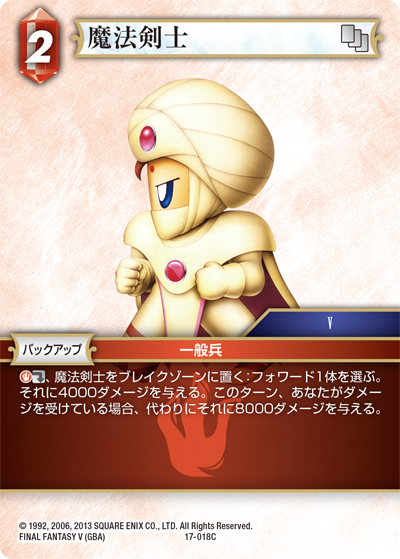 2
魔法剣士
V
バックアップ
一般兵
、魔法剣士をブレイクゾーンに置く:フォワード1体を選ぶ。
それに4000ダメージを与える。このターン、あなたがダメー
ジを受けている場合、代わりにそれに8000ダメージを与える。
© 1992, 2006, 2013 SQUARE ENIX CO., LTD. All Rights Reserved.
FINAL FANTASY V (GBA)
17-018C